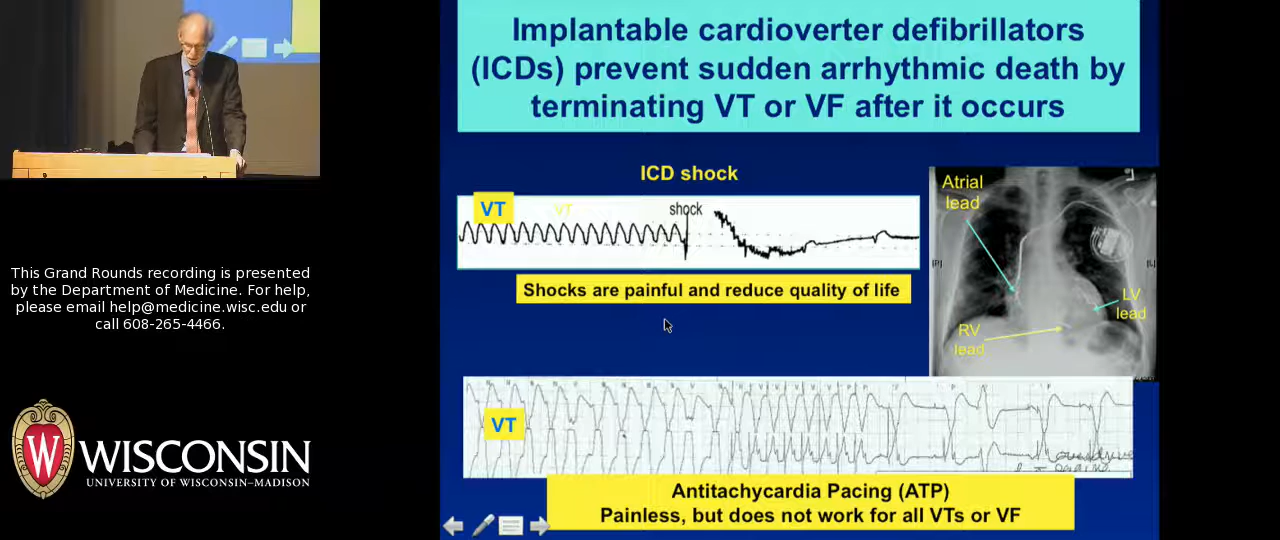 Implantable cardioverter defibrillators
(ICDs) prevent sudden arrhythmic death by
terminating VT or VF after it occurs
ICD shock
VT
VT
shock
Shocks are painful and reduce quality of life
Atrial
lead
LV
lead
RV
lead
VT
overdrive
pacing
Antitachycardia Pacing (ATP)
Painless, but does not work for all VTs or VF
This Grand Rounds recording is presented
by the Department of Medicine. For help,
please email help@medicine.wisc.edu or
call 608-265-4466.
W
WISCONSIN
UNIVERSITY OF WISCONSIN–MADISON